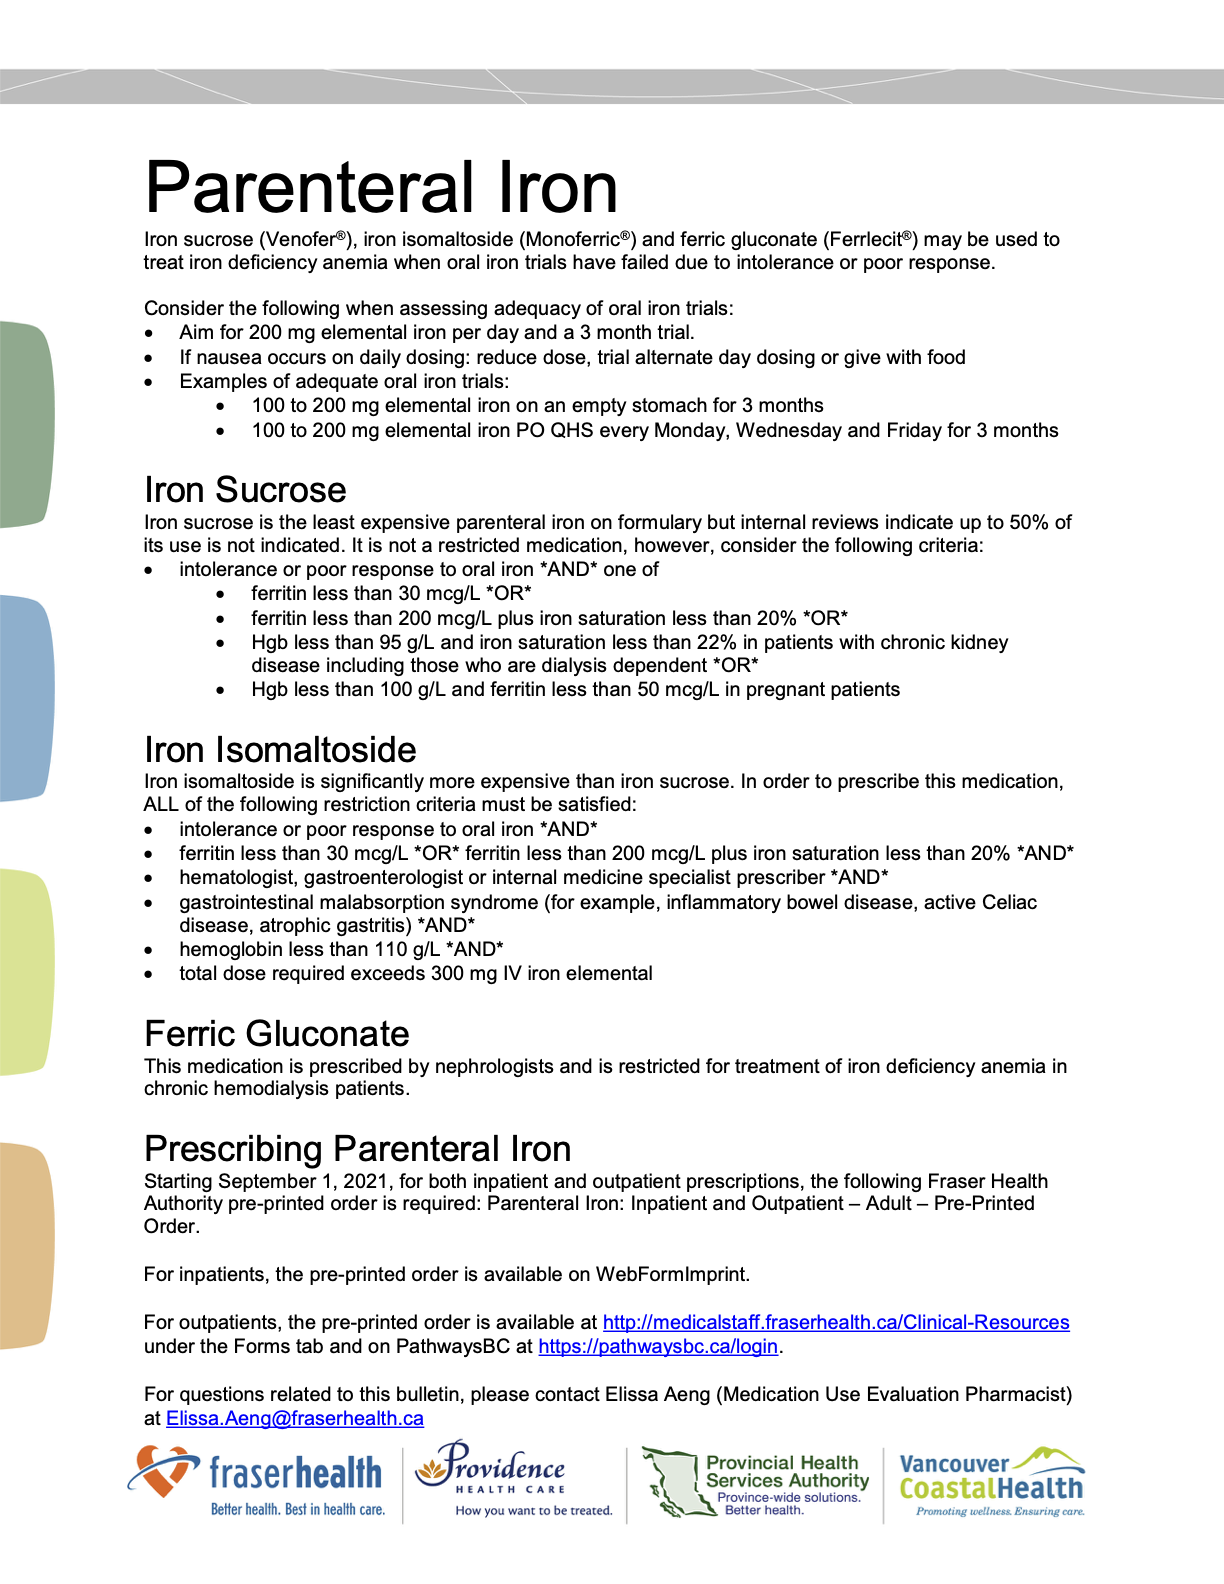 Parenteral Iron
Iron sucrose (Venofer®), iron isomaltoside (Monoferric®) and ferric gluconate (Ferrlecit®) may be used to
treat iron deficiency anemia when oral iron trials have failed due to intolerance or poor response.
Consider the following when assessing adequacy of oral iron trials:
• Aim for 200 mg elemental iron per day and a 3 month trial.
• If nausea occurs on daily dosing: reduce dose, trial alternate day dosing or give with food
• Examples of adequate oral iron trials:
• 100 to 200 mg elemental iron on an empty stomach for 3 months
• 100 to 200 mg elemental iron PO QHS every Monday, Wednesday and Friday for 3 months
Iron Sucrose
Iron sucrose is the least expensive parenteral iron on formulary but internal reviews indicate up to 50% of
its use is not indicated. It is not a restricted medication, however, consider the following criteria:
• intolerance or poor response to oral iron *AND* one of
• ferritin less than 30 mcg/L *OR*
• ferritin less than 200 mcg/L plus iron saturation less than 20% *OR*
• Hgb less than 95 g/L and iron saturation less than 22% in patients with chronic kidney
disease including those who are dialysis dependent *OR*
• Hgb less than 100 g/L and ferritin less than 50 mcg/L in pregnant patients
Iron Isomaltoside
Iron isomaltoside is significantly more expensive than iron sucrose. In order to prescribe this medication,
ALL of the following restriction criteria must be satisfied:
• intolerance or poor response to oral iron *AND*
• ferritin less than 30 mcg/L *OR* ferritin less than 200 mcg/L plus iron saturation less than 20% *AND*
• hematologist, gastroenterologist or internal medicine specialist prescriber *AND*
• gastrointestinal malabsorption syndrome (for example, inflammatory bowel disease, active Celiac
disease, atrophic gastritis) *AND*
• hemoglobin less than 110 g/L *AND*
• total dose required exceeds 300 mg IV iron elemental
Ferric Gluconate
This medication is prescribed by nephrologists and is restricted for treatment of iron deficiency anemia in
chronic hemodialysis patients.
Prescribing Parenteral Iron
Starting September 1, 2021, for both inpatient and outpatient prescriptions, the following Fraser Health
Authority pre-printed order is required: Parenteral Iron: Inpatient and Outpatient – Adult – Pre-Printed
Order.
For inpatients, the pre-printed order is available on WebFormImprint.
For outpatients, the pre-printed order is available at http://medicalstaff.fraserhealth.ca/Clinical-Resources
under the Forms tab and on PathwaysBC at https://pathwaysbc.ca/login.
For questions related to this bulletin, please contact Elissa Aeng (Medication Use Evaluation Pharmacist)
at Elissa.Aeng@fraserhealth.ca
fraserhealth
Better health. Best in health care.
Providence
HEALTH CARE
How you want to be treated.
Provincial Health
Services Authority
Province-wide solutions.
Better health.
Vancouver
CoastalHealth
Promoting wellness. Ensuring care.